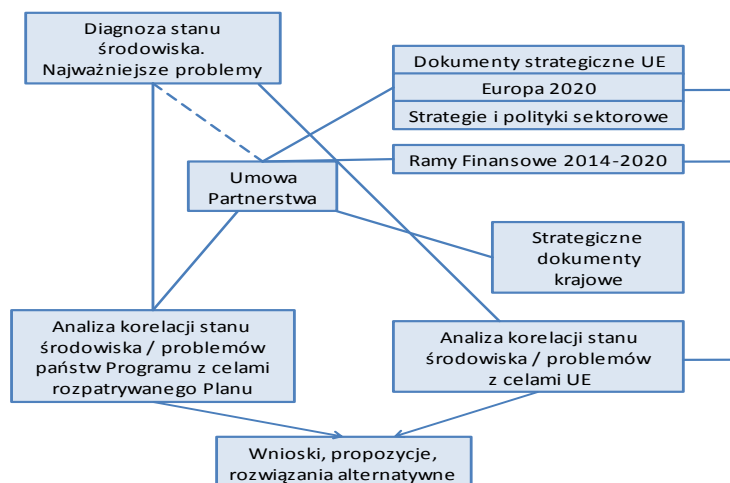 Diagnoza stanu
środowiska.
Najważniejsze problemy
Dokumenty strategiczne UE
Europa 2020
Strategie i polityki sektorowe
Umowa
Partnerstwa
Ramy Finansowe 2014-2020
Strategiczne
dokumenty
krajowe
Analiza korelacji stanu
środowiska / problemów
państw Programu z celami
rozpatrywanego Planu
Analiza korelacji stanu
środowiska / problemów
z celami UE
Wnioski, propozycje,
rozwiązania alternatywne